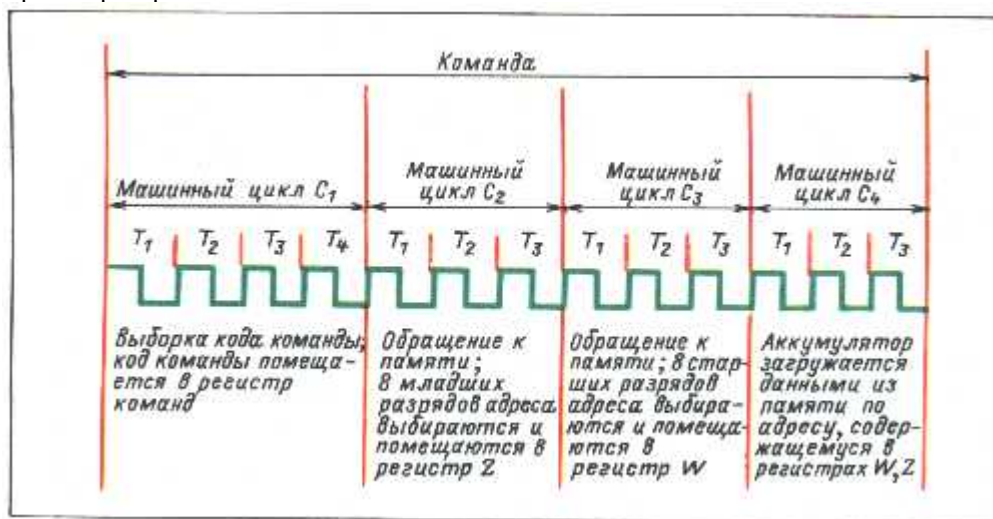 Команда
Машинный цикл C₁
Машинный
цикл C₂
Машинный
цикл C₃
Машинный
цикл C₄
T₁ T₂ T₃ T₄ T₁ T₂ T₃ T₁ T₂ T₃ T₁ T₂ T₃
Выборка кода команды;
код команды помеща-
ется в регистр
команд
Обращение к
памяти;
8 младших
разрядов адреса
выбираются и
помещаются в
регистр Z
Обращение к
памяти; 8 стар-
ших разрядов
адреса выбира-
ются и помеща-
ются в
регистр W
Аккумулятор
загружается
данными из
памяти по
адресу, содер-
жащемуся в
регистрах W, Z